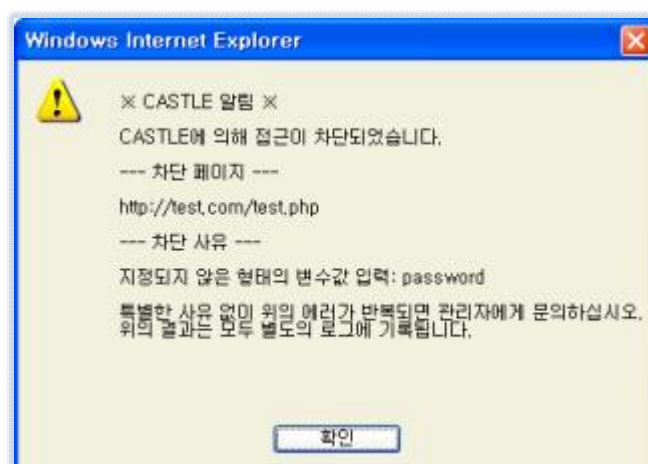 Windows Internet Explorer
※ CASTLE 알림 ※
CASTLE에 의해 접근이 차단되었습니다.
--- 차단 페이지 ---
http://test.com/test.php
--- 차단 사유 ---
지정되지 않은 형태의 변수값 입력: password
특별한 사유 없이 위의 에러가 반복되면 관리자에게 문의하십시오.
위의 결과는 모두 별도의 로그에 기록됩니다.
확인